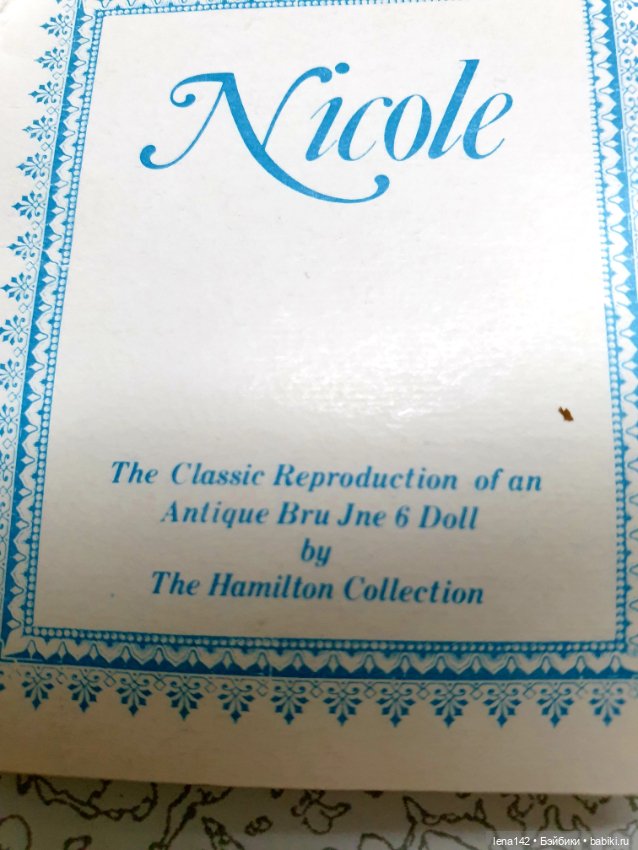 Nicole
The Classic Reproduction of an
Antique Bru Jne 6 Doll
by
The Hamilton Collection
lena142 • Бэйбики • babiki.ru